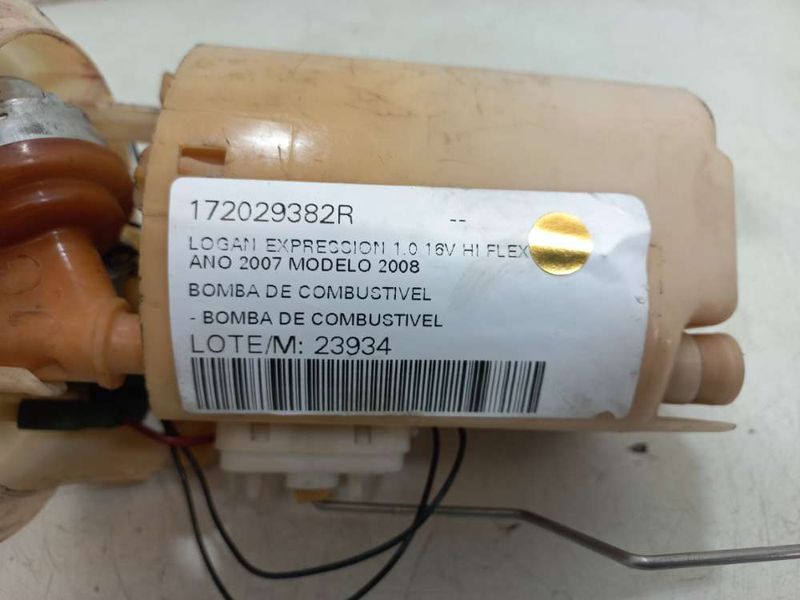 172029382R --
LOGAN EXPRESSION 1.0 16V HI FLEX
ANO 2007 MODELO 2008
BOMBA DE COMBUSTIVEL
- BOMBA DE COMBUSTIVEL
LOTE/M: 23934